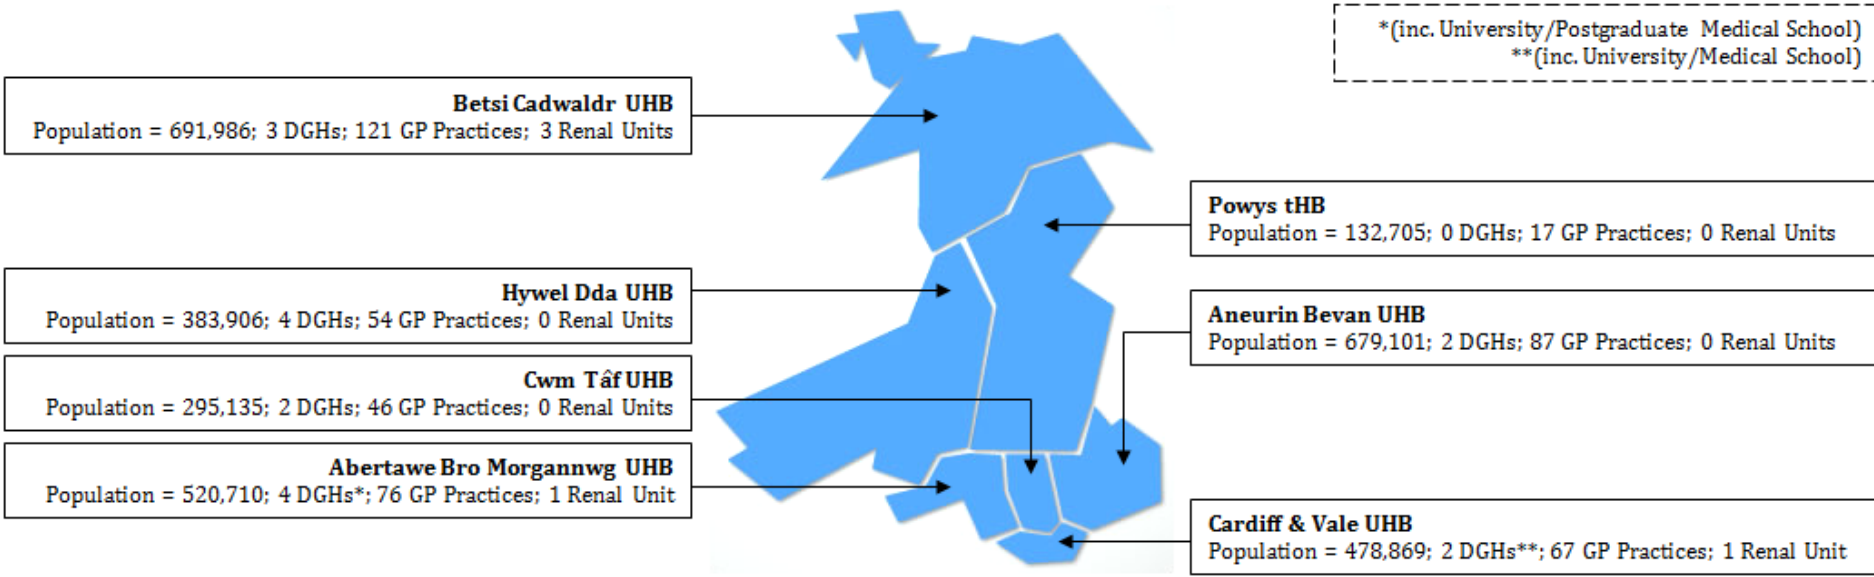 *(inc. University/Postgraduate Medical School)
**(inc. University/Medical School)
Betsi Cadwaldr UHB
Population = 691,986; 3 DGHs; 121 GP Practices; 3 Renal Units
Powys tHB
Population = 132,705; 0 DGHs; 17 GP Practices; 0 Renal Units
Hywel Dda UHB
Population = 383,906; 4 DGHs; 54 GP Practices; 0 Renal Units
Aneurin Bevan UHB
Population = 679,101; 2 DGHs; 87 GP Practices; 0 Renal Units
Cwm Tâf UHB
Population = 295,135; 2 DGHs; 46 GP Practices; 0 Renal Units
Abertawe Bro Morgannwg UHB
Population = 520,710; 4 DGHs*; 76 GP Practices; 1 Renal Unit
Cardiff & Vale UHB
Population = 478,869; 2 DGHs**; 67 GP Practices; 1 Renal Unit